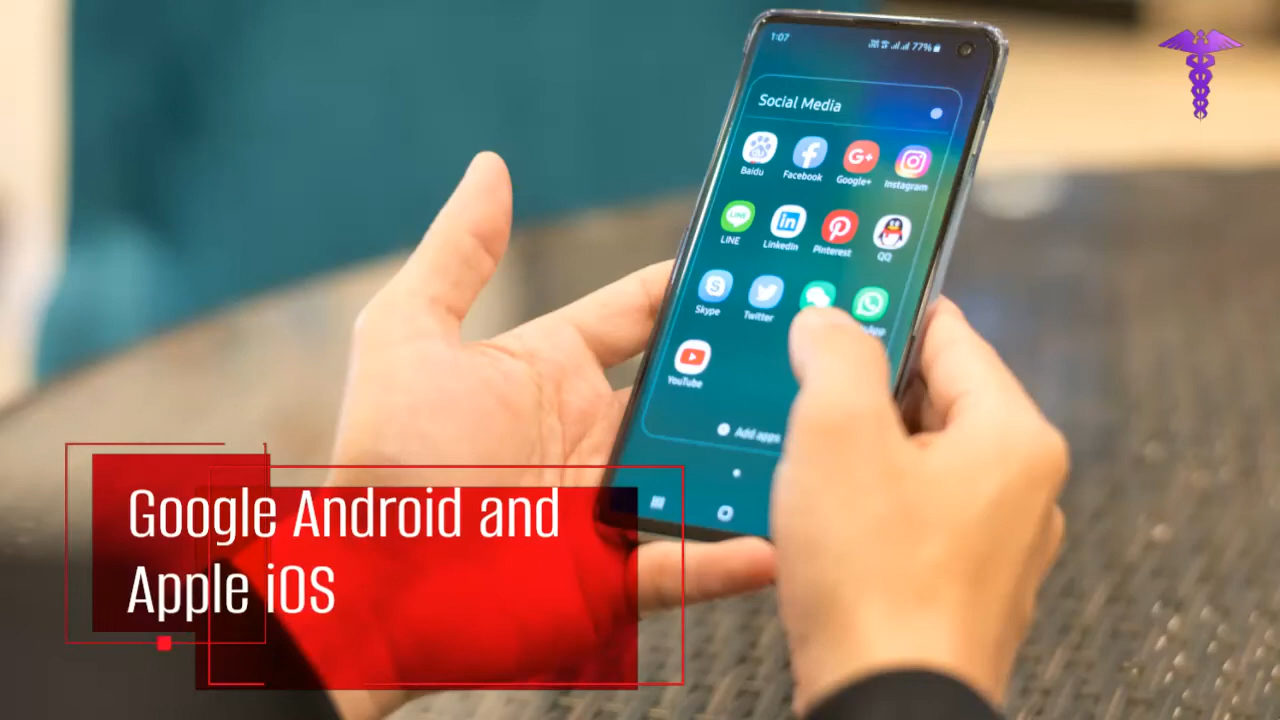 1:07
77%
Social Media
Baidu
Facebook
Google+
Instagram
LINE
LINE
LinkedIn
Pinterest
QQ
Skype
Twitter
YouTube
Add apps
Google Android and
Apple iOS